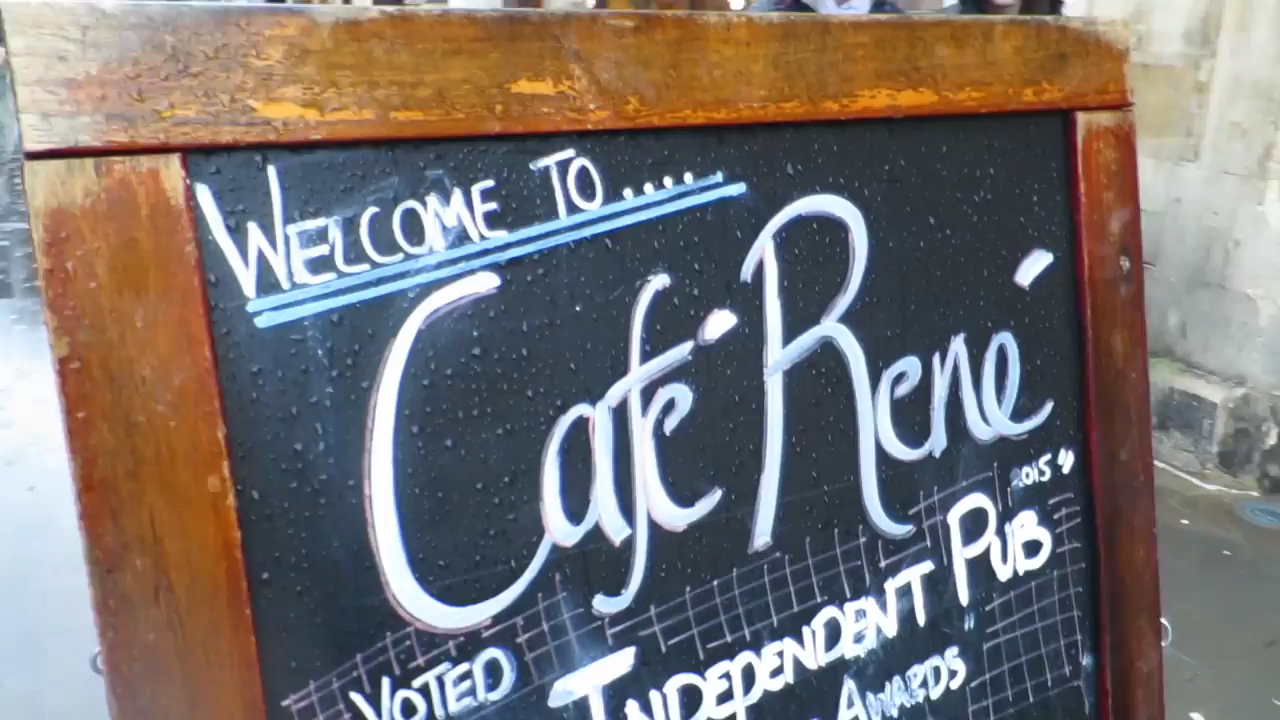 WELCOME TO ....
Café René
VOTED INDEPENDENT PUB 2015"
AWARDS